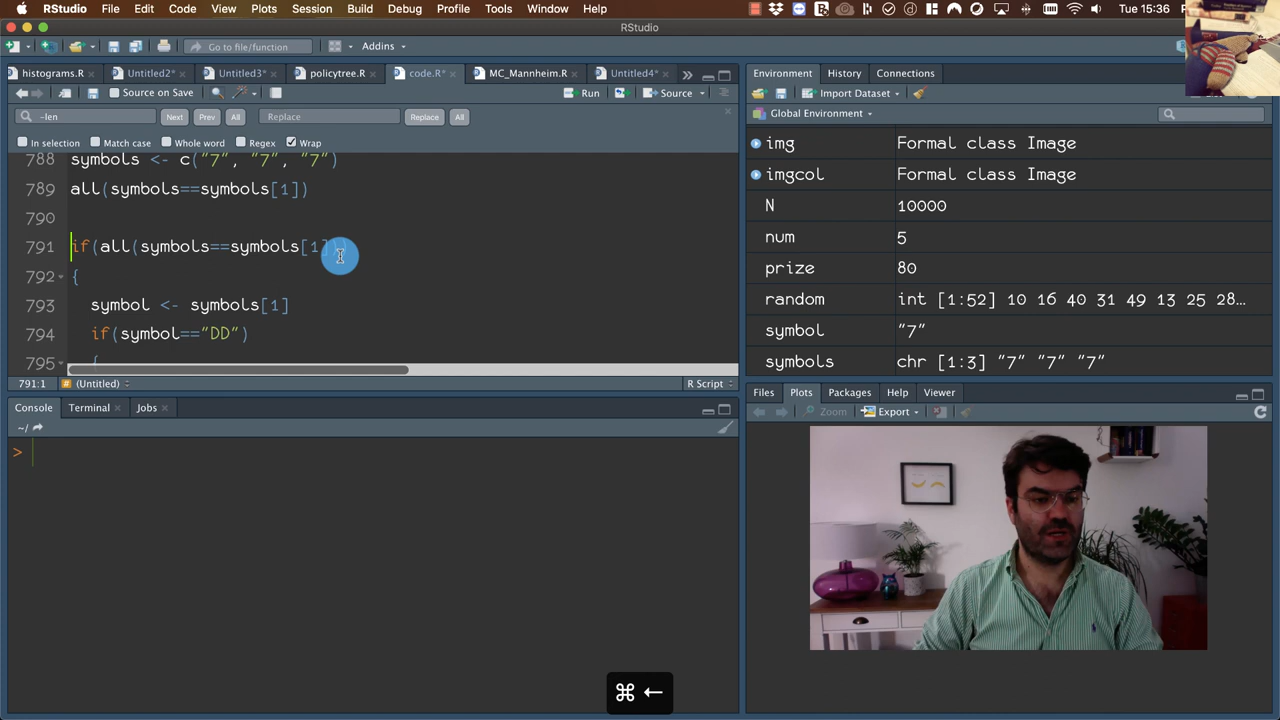 RStudio File Edit Code View Plots Session Build Debug Profile Tools Window Help Tue 15:36
RStudio
Go to file/function Addins
histograms.R Untitled2* Untitled3* policytree.R code.R* MC_Mannheim.R Untitled4* »
Source on Save Run Source
-len Next Prev All Replace Replace All
In selection Match case Whole word Regex Wrap
788 symbols <- c("7", "7", "7")
789 all(symbols==symbols[1])
790
791 if(all(symbols==symbols[1]))
792 {
793 symbol <- symbols[1]
794 if(symbol=="DD")
795 {
791:1 (Untitled) R Script
Console Terminal Jobs
~/
>
Environment History Connections
Import Dataset
Global Environment
img Formal class Image
imgcol Formal class Image
N 10000
num 5
prize 80
random int [1:52] 10 16 40 31 49 13 25 28…
symbol "7"
symbols chr [1:3] "7" "7" "7"
Files Plots Packages Help Viewer
Zoom Export
⌘ ←